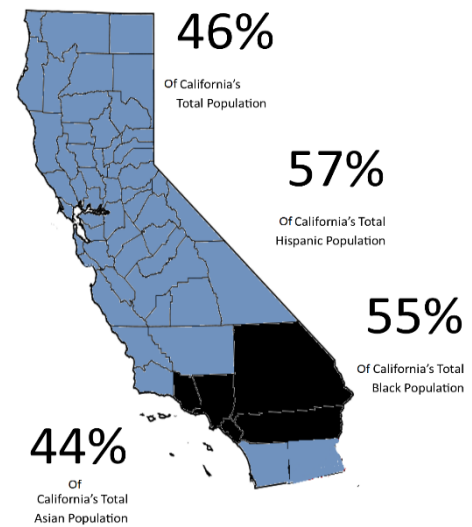 46%
Of California's
Total Population
57%
Of California's Total
Hispanic Population
55%
Of California's Total
Black Population
44%
Of
California's Total
Asian Population